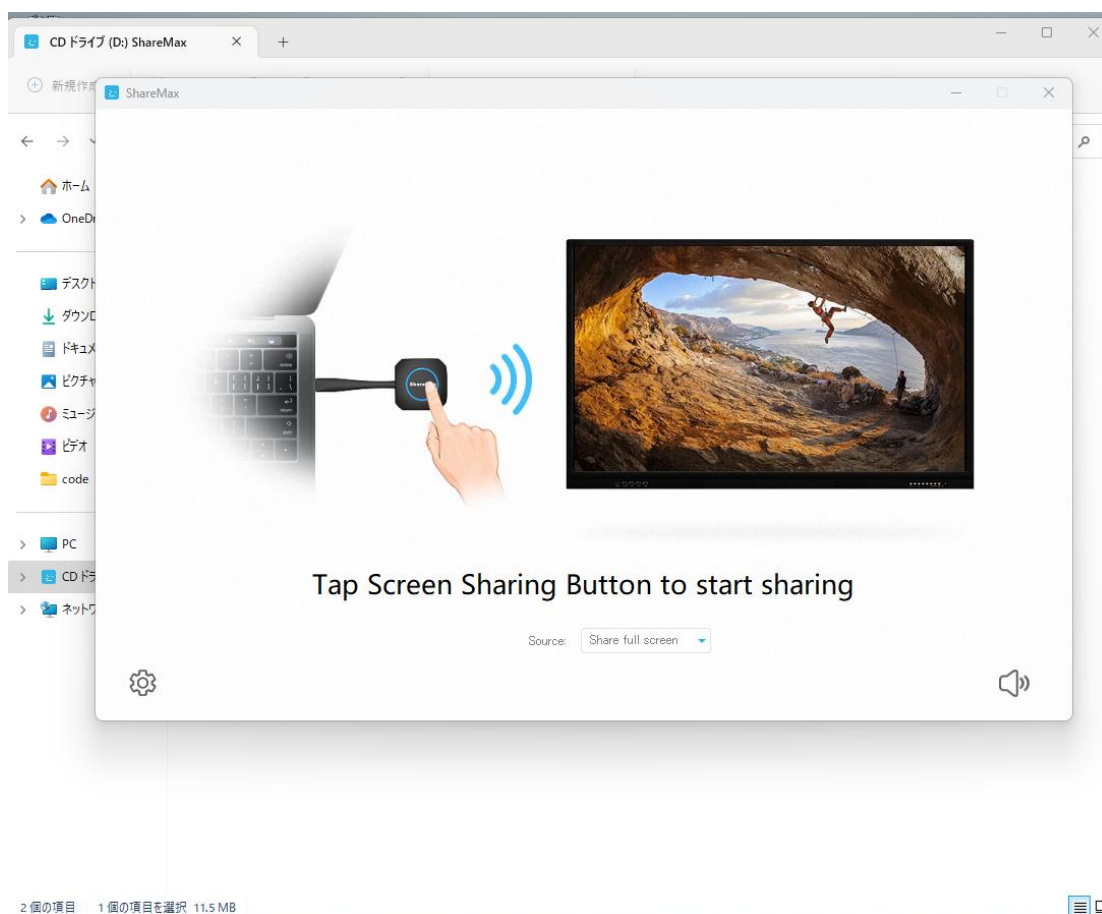 CD ドライブ (D:) ShareMax
新規作成
ShareMax
ホーム
デスクト
ダウンロ
ドキュメ
ピクチャ
ミュージ
ビデオ
code
PC
CD ドラ
ネットワ
Tap Screen Sharing Button to start sharing
Source: Share full screen
2 個の項目 1 個の項目を選択 11.5 MB